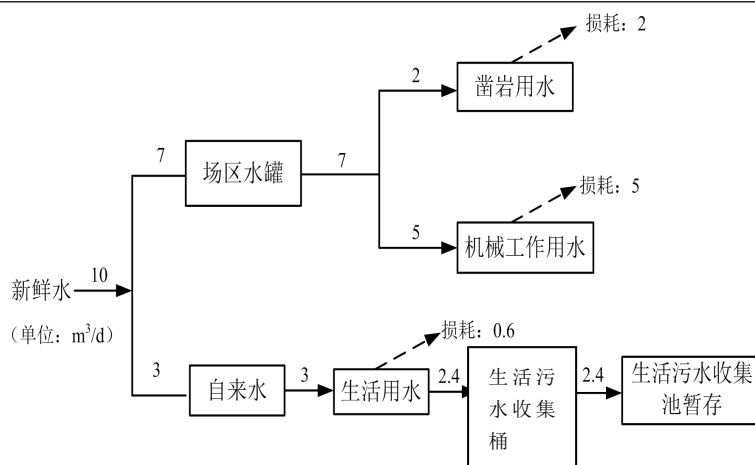 损耗：2
2
凿岩用水
7
场区水罐
7
损耗：5
5
机械工作用水
新鲜水
10
（单位：m³/d）
损耗：0.6
3
自来水
3
生活用水
2.4
生活污
水收集
桶
2.4
生活污水收集
池暂存